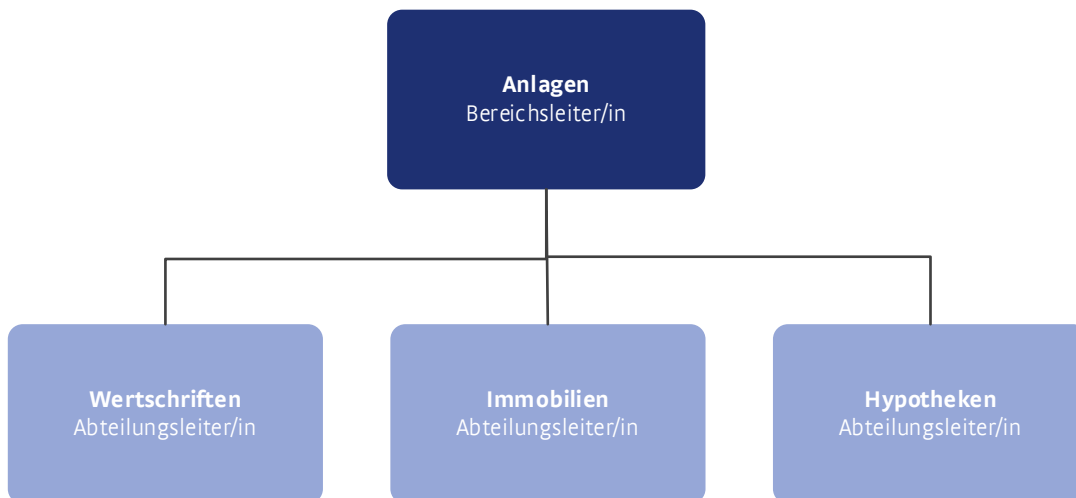 Anlagen
Bereichsleiter/in
Wertschriften
Abteilungsleiter/in
Immobilien
Abteilungsleiter/in
Hypotheken
Abteilungsleiter/in